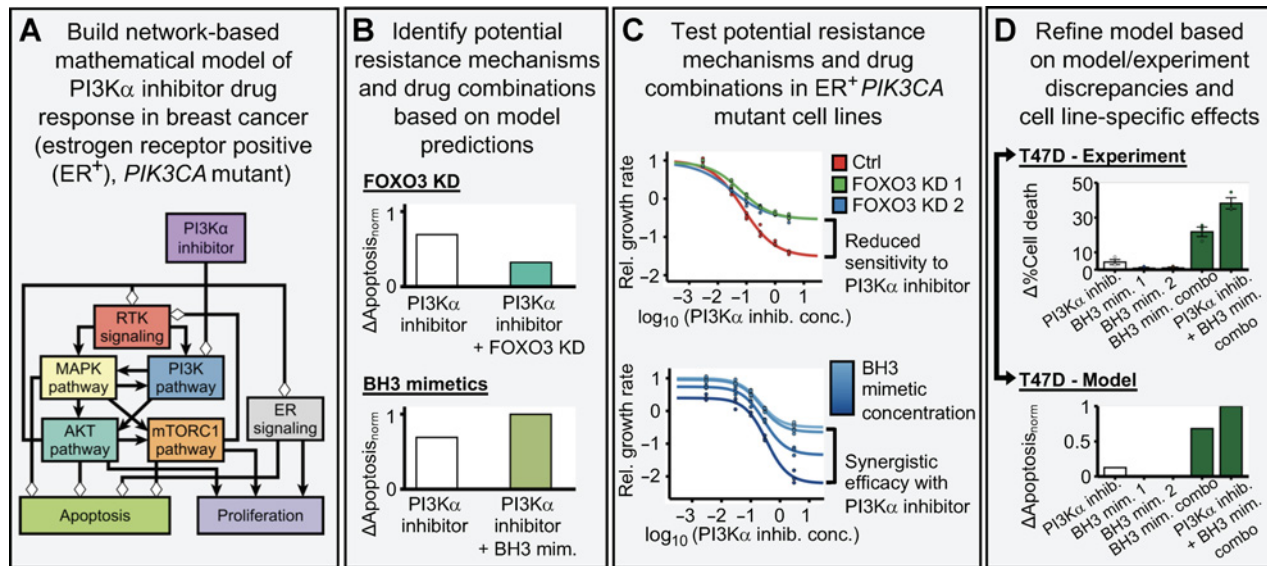 A Build network-based
mathematical model of
PI3Kα inhibitor drug
response in breast cancer
(estrogen receptor positive
(ER+), PIK3CA mutant)
PI3Kα
inhibitor
RTK
signaling
MAPK
pathway
PI3K
pathway
ER
signaling
AKT
pathway
mTORC1
pathway
Apoptosis
Proliferation
B Identify potential
resistance mechanisms
and drug combinations
based on model
predictions
FOXO3 KD
ΔApoptosisnorm
1
0
PI3Kα
inhibitor
PI3Kα
inhibitor
+ FOXO3 KD
BH3 mimetics
ΔApoptosisnorm
1
0
PI3Kα
inhibitor
PI3Kα
inhibitor
+ BH3 mim.
C Test potential resistance
mechanisms and drug
combinations in ER+ PIK3CA
mutant cell lines
Rel. growth rate
1
0
−1
−2
Ctrl
FOXO3 KD 1
FOXO3 KD 2
Reduced
sensitivity to
PI3Kα inhibitor
−3 −2 −1 0 1
log10 (PI3Kα inhib. conc.)
Rel. growth rate
1
0
−1
−2
BH3
mimetic
concentration
Synergistic
efficacy with
PI3Kα inhibitor
−3 −2 −1 0 1
log10 (PI3Kα inhib. conc.)
D Refine model based
on model/experiment
discrepancies and
cell line-specific effects
T47D - Experiment
Δ%Cell death
50
30
10
0
PI3Kα inhib.
BH3 mim. 1
BH3 mim. 2
BH3 mim. combo
PI3Kα inhib.
+ BH3 mim.
combo
T47D - Model
ΔApoptosisnorm
1
0.5
0
PI3Kα inhib.
BH3 mim. 1
BH3 mim. 2
BH3 mim. combo
PI3Kα inhib.
+ BH3 mim.
combo